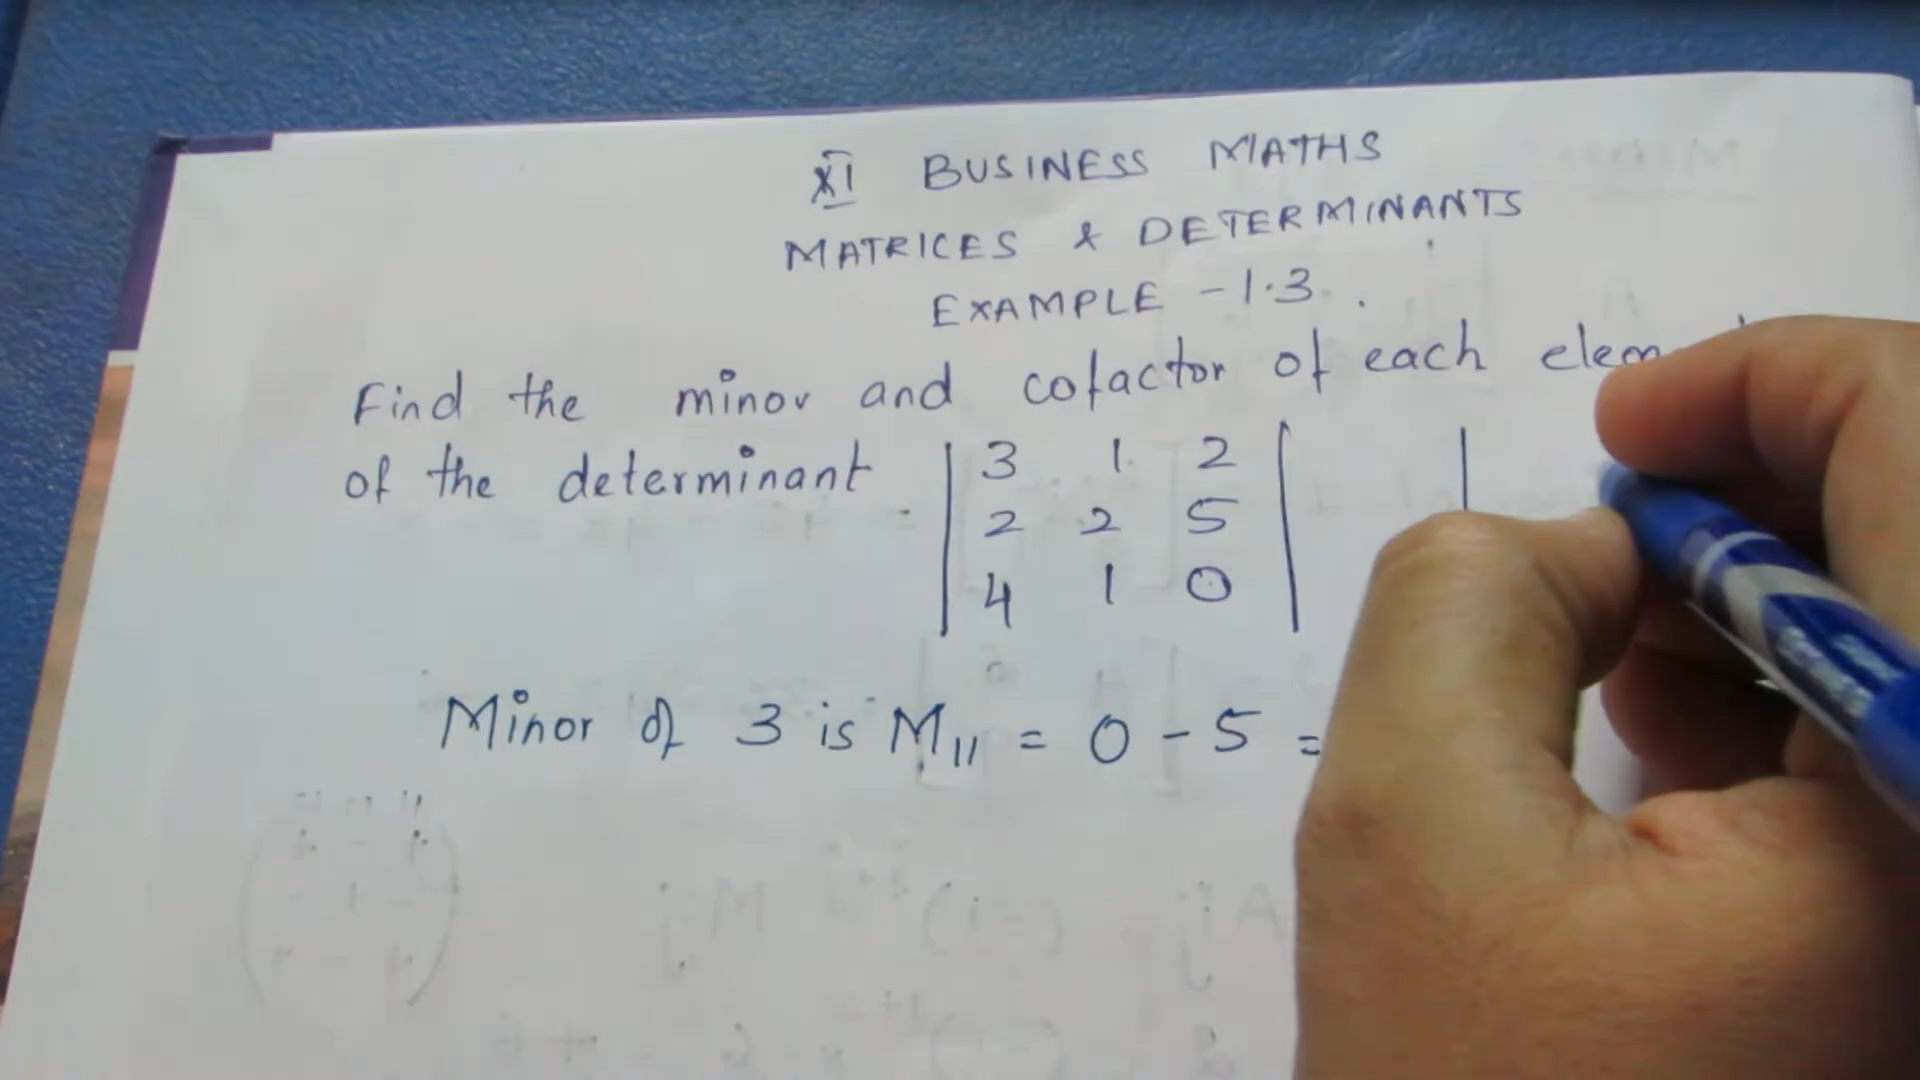 XI BUSINESS MATHS
MATRICES & DETERMINANTS
EXAMPLE - 1.3.
Find the minor and cofactor of each
of the determinant
3 1 2
2 2 5
4 1 0
Minor of 3 is M11 = 0 - 5 =